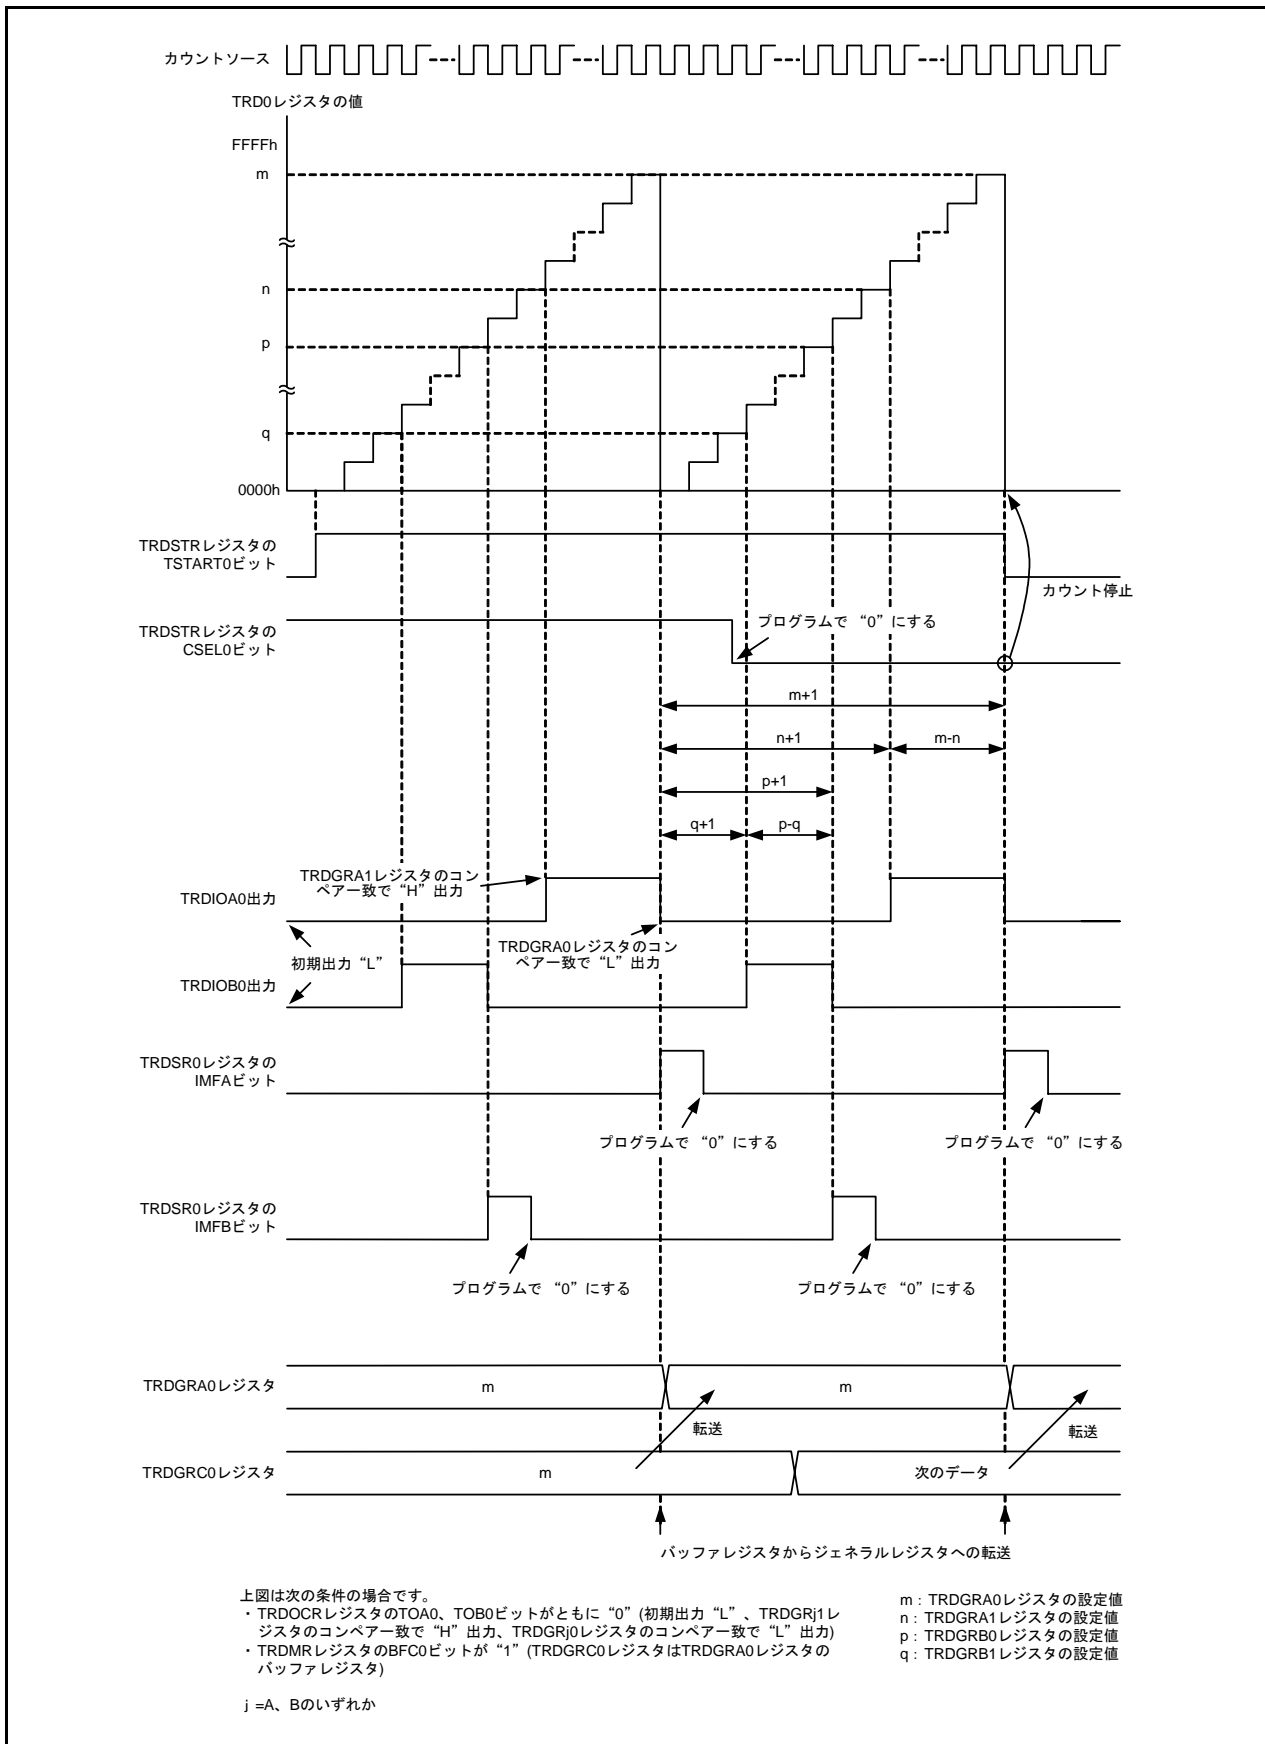 カウントソース
TRD0レジスタの値
FFFFh
m
n
p
q
0000h
TRDSTRレジスタの
TSTART0ビット
カウント停止
TRDSTRレジスタの
CSEL0ビット
プログラムで “0” にする
m+1
n+1
m-n
p+1
q+1
p-q
TRDGRA1レジスタのコン
ペアー致で “H” 出力
TRDIOA0出力
TRDGRA0レジスタのコン
ペアー致で “L” 出力
初期出力 “L”
TRDIOB0出力
TRDSR0レジスタの
IMFAビット
プログラムで “0” にする
プログラムで “0” にする
TRDSR0レジスタの
IMFBビット
プログラムで “0” にする
プログラムで “0” にする
TRDGRA0レジスタ
m
m
転送
転送
TRDGRC0レジスタ
m
次のデータ
バッファレジスタからジェネラルレジスタへの転送
上図は次の条件の場合です。
・TRDOCRレジスタのTOA0、TOB0ビットがともに “0” (初期出力 “L” 、TRDGRj1レ
ジスタのコンペア一致で “H” 出力、TRDGRj0レジスタのコンペア一致で “L” 出力)
・TRDMRレジスタのBFC0ビットが “1” (TRDGRC0レジスタはTRDGRA0レジスタの
バッファレジスタ)
j =A、Bのいずれか
m : TRDGRA0レジスタの設定値
n : TRDGRA1レジスタの設定値
p : TRDGRB0レジスタの設定値
q : TRDGRB1レジスタの設定値